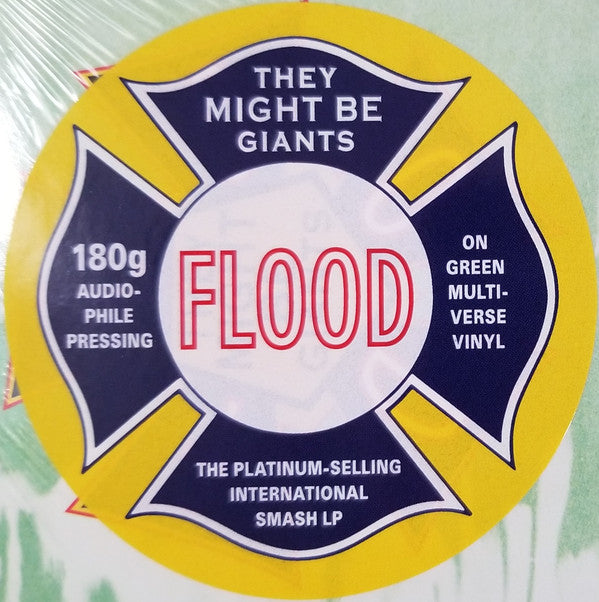 THEY
MIGHT BE
GIANTS
180g
AUDIO-
PHILE
PRESSING
FLOOD
ON
GREEN
MULTI-
VERSE
VINYL
THE PLATINUM-SELLING
INTERNATIONAL
SMASH LP